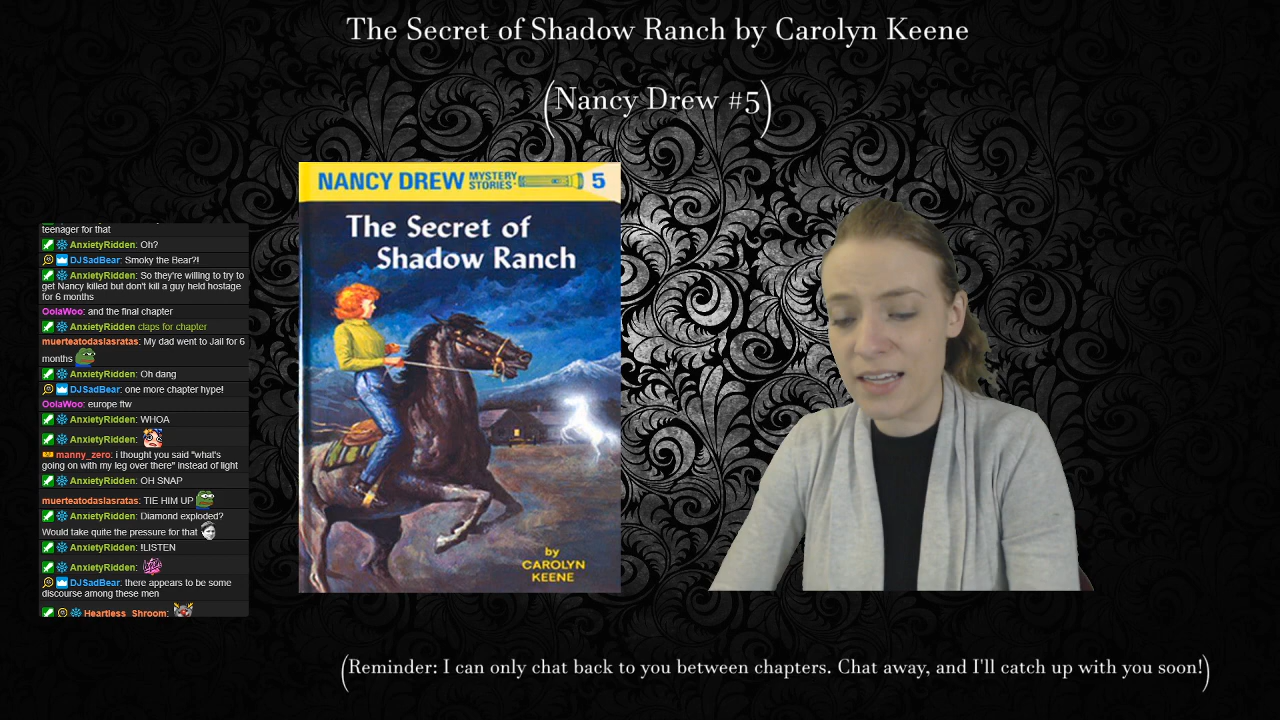 The Secret of Shadow Ranch by Carolyn Keene
(Nancy Drew #5)
NANCY DREW MYSTERY STORIES 5
The Secret of
Shadow Ranch
by
CAROLYN
KEENE
teenager for that
AnxietyRidden: Oh?
DJSadBear: Smoky the Bear?!
AnxietyRidden: So they're willing to try to
get Nancy killed but don't kill a guy held hostage
for 6 months
OolaWoo: and the final chapter
AnxietyRidden claps for chapter
muerteatodaslasratas: My dad went to Jail for 6
months
AnxietyRidden: Oh dang
DJSadBear: one more chapter hype!
OolaWoo: europe ftw
AnxietyRidden: WHOA
AnxietyRidden:
manny_zero: i thought you said "what's
going on with my leg over there" instead of light
AnxietyRidden: OH SNAP
muerteatodaslasratas: TIE HIM UP
AnxietyRidden: Diamond exploded?
Would take quite the pressure for that
AnxietyRidden: !LISTEN
AnxietyRidden:
DJSadBear: there appears to be some
discourse among these men
Heartless_Shroom:
(Reminder: I can only chat back to you between chapters. Chat away, and I'll catch up with you soon!)